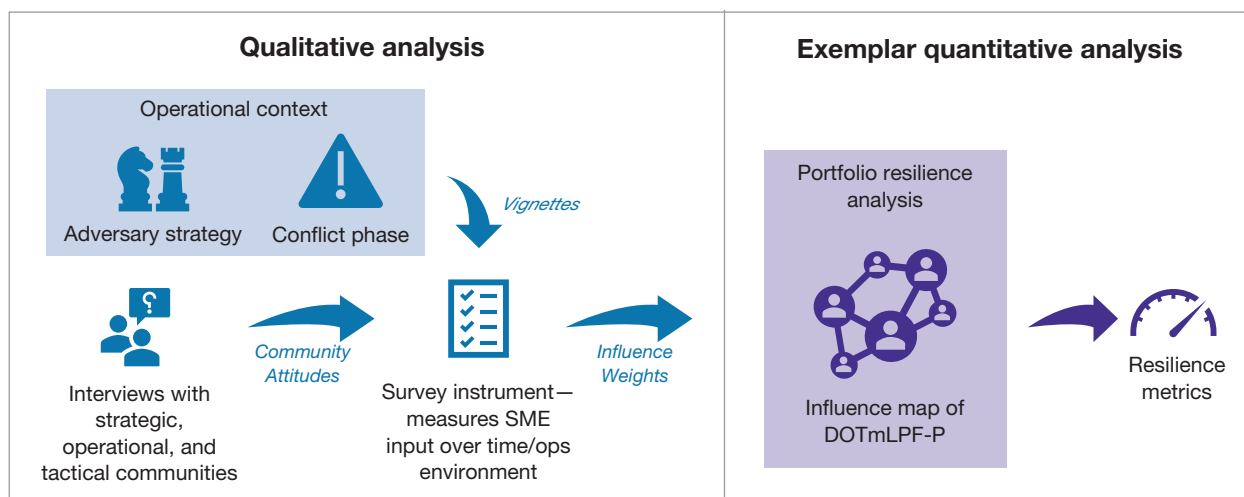 Qualitative analysis
Operational context
Adversary strategy
Conflict phase
Vignettes
Community
Attitudes
Influence
Weights
Interviews with
strategic,
operational, and
tactical communities
Survey instrument—
measures SME
input over time/ops
environment
Exemplar quantitative analysis
Portfolio resilience
analysis
Influence map of
DOTmLPF-P
Resilience
metrics